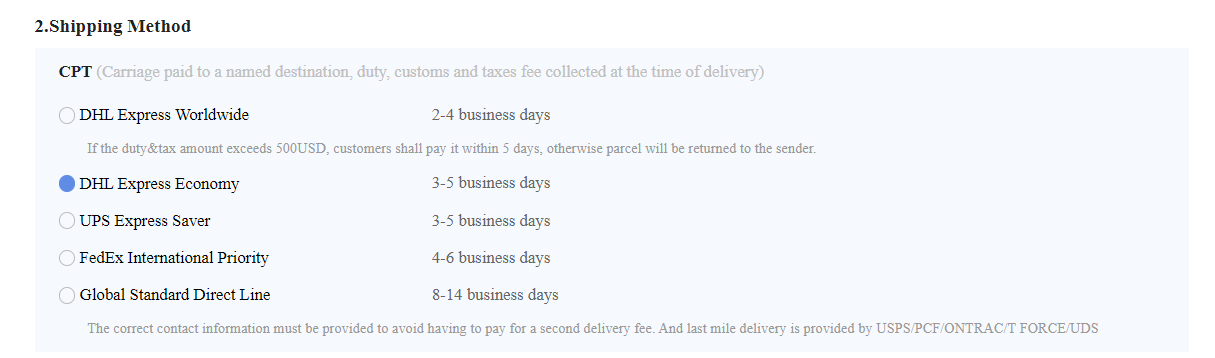 2.Shipping Method
CPT (Carriage paid to a named destination, duty, customs and taxes fee collected at the time of delivery)
DHL Express Worldwide 2-4 business days
If the duty&tax amount exceeds 500USD, customers shall pay it within 5 days, otherwise parcel will be returned to the sender.
DHL Express Economy 3-5 business days
UPS Express Saver 3-5 business days
FedEx International Priority 4-6 business days
Global Standard Direct Line 8-14 business days
The correct contact information must be provided to avoid having to pay for a second delivery fee. And last mile delivery is provided by USPS/PCF/ONTRAC/T FORCE/UDS